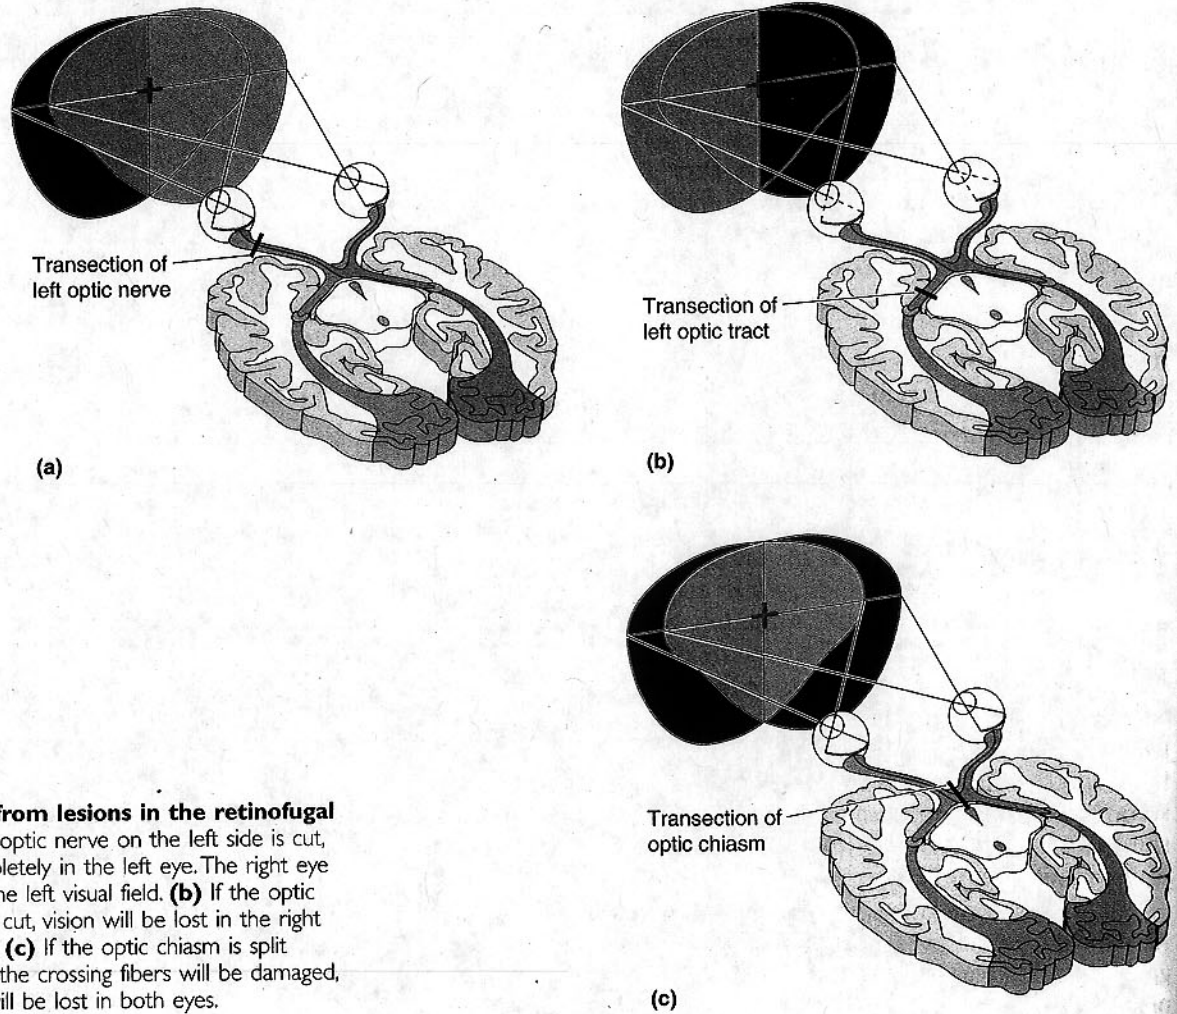 Transection of
left optic nerve
(a)
Transection of
left optic tract
(b)
Transection of
optic chiasm
(c)
from lesions in the retinofugal
optic nerve on the left side is cut,
pletely in the left eye. The right eye
he left visual field. (b) If the optic
cut, vision will be lost in the right
(c) If the optic chiasm is split
the crossing fibers will be damaged,
ill be lost in both eyes.